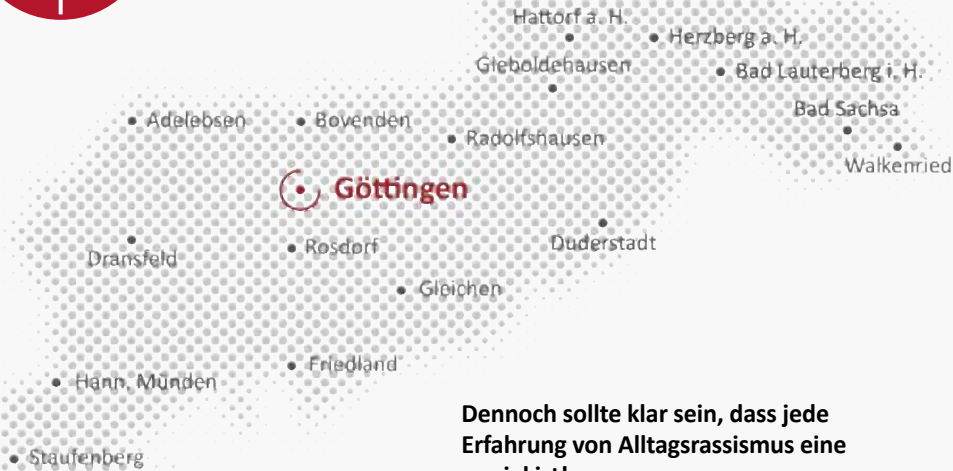 Hattorf a. H.
Herzberg a. H.
Gieboldehausen
Bad Lauterberg i. H.
Bad Sachsa
Adelebsen
Bovenden
Radolfshausen
Walkenried
Göttingen
Dransfeld
Rosdorf
Duderstadt
Gleichen
Friedland
Hann. Münden
Dennoch sollte klar sein, dass jede
Erfahrung von Alltagsrassismus eine
Staufenberg